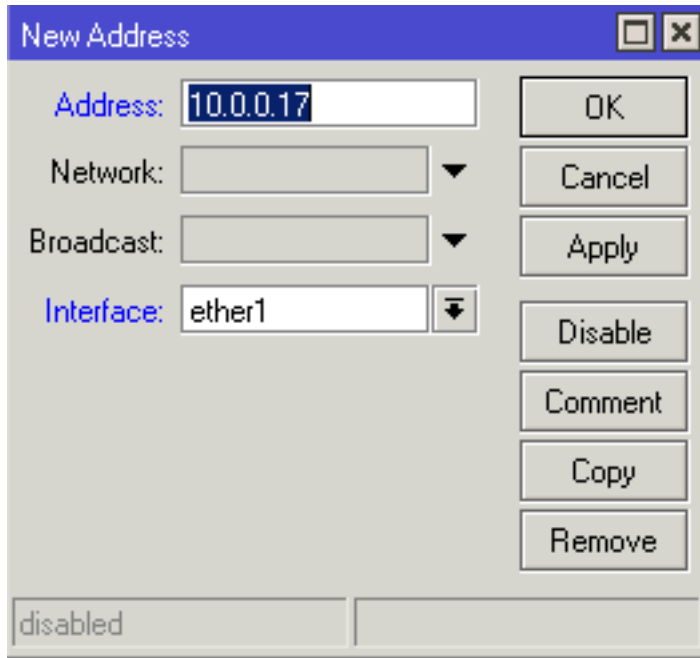 New Address
Address: 10.0.0.17
Network:
Broadcast:
Interface: ether1
OK
Cancel
Apply
Disable
Comment
Copy
Remove
disabled